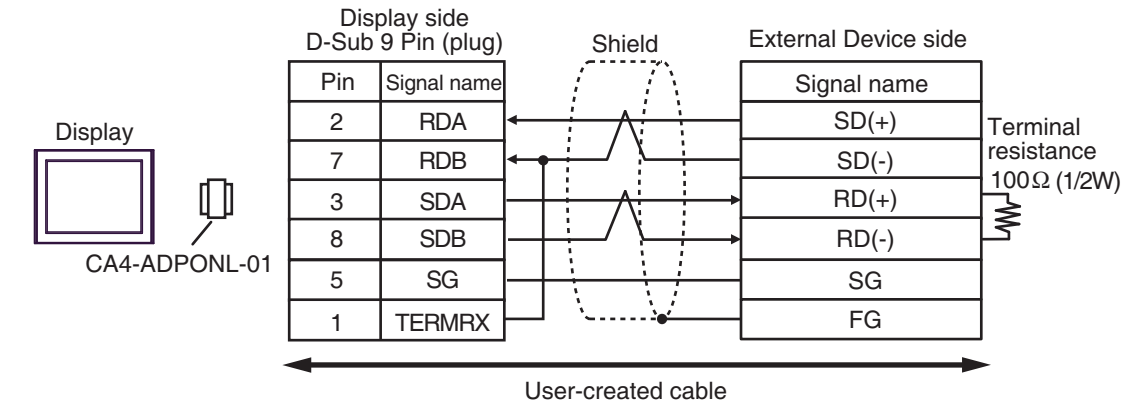 Display side
D-Sub 9 Pin (plug)
Shield
External Device side
Pin Signal name
Signal name
2 RDA
SD(+)
7 RDB
SD(-)
3 SDA
RD(+)
8 SDB
RD(-)
5 SG
SG
1 TERMRX
FG
Terminal
resistance
100Ω (1/2W)
Display
CA4-ADPONL-01
User-created cable